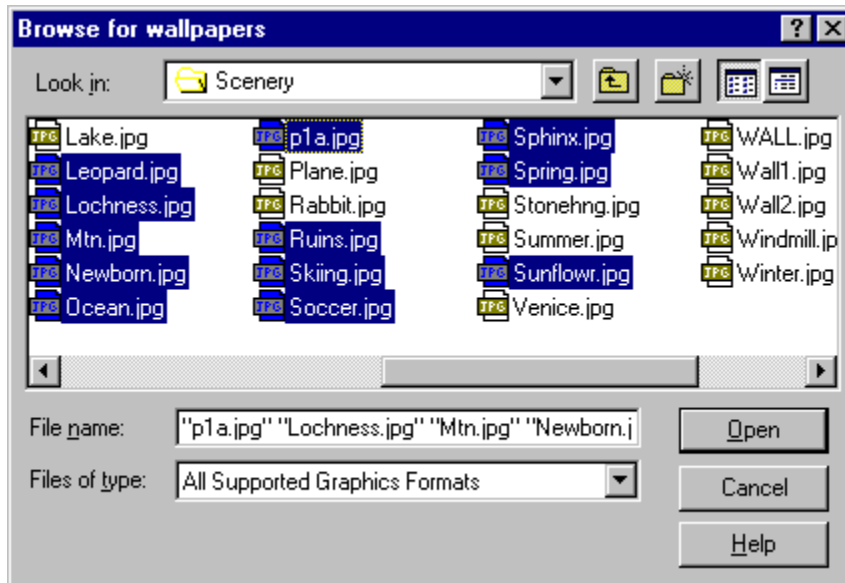 Browse for wallpapers
Look in: Scenery
Lake.jpg p1a.jpg Sphinx.jpg WALL.jpg
Leopard.jpg Plane.jpg Spring.jpg Wall1.jpg
Lochness.jpg Rabbit.jpg Stonehng.jpg Wall2.jpg
Mtn.jpg Ruins.jpg Summer.jpg Windmill.jp
Newborn.jpg Skiing.jpg Sunflowr.jpg Winter.jpg
Ocean.jpg Soccer.jpg Venice.jpg
File name: "p1a.jpg" "Lochness.jpg" "Mtn.jpg" "Newborn.j Open
Files of type: All Supported Graphics Formats Cancel
Help